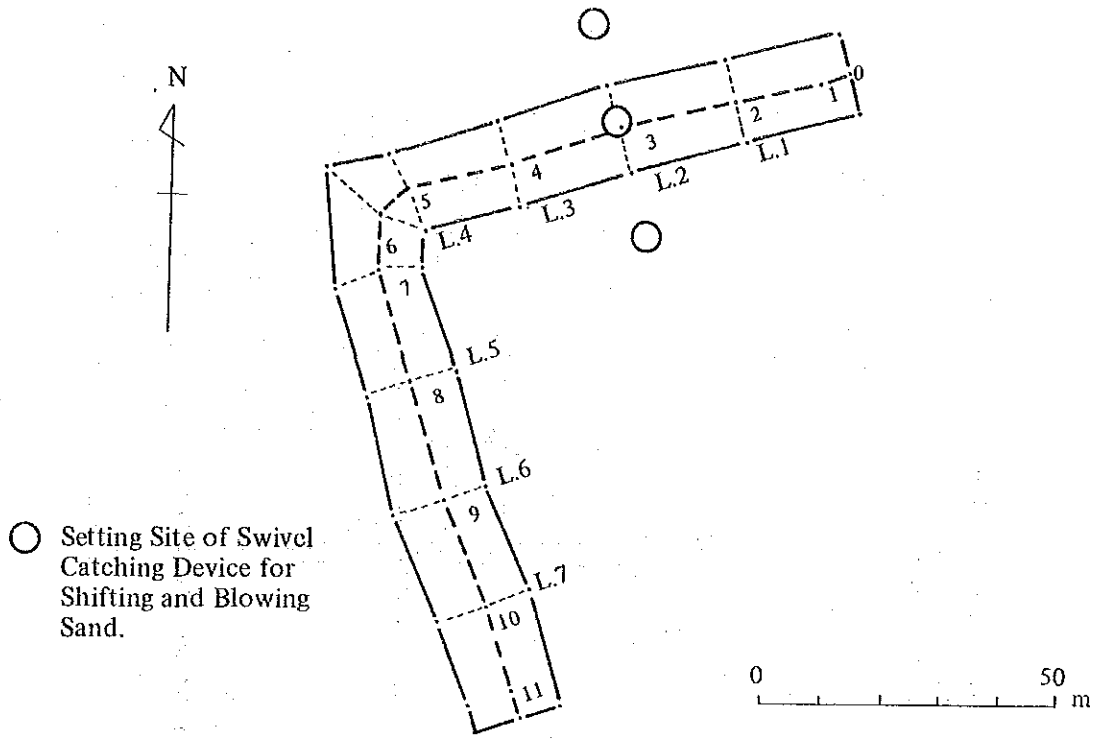 N
0
1
2
L.1
3
L.2
4
L.3
5
L.4
6
7
L.5
8
L.6
9
L.7
10
11
Setting Site of Swivel
Catching Device for
Shifting and Blowing
Sand.
0 50
m